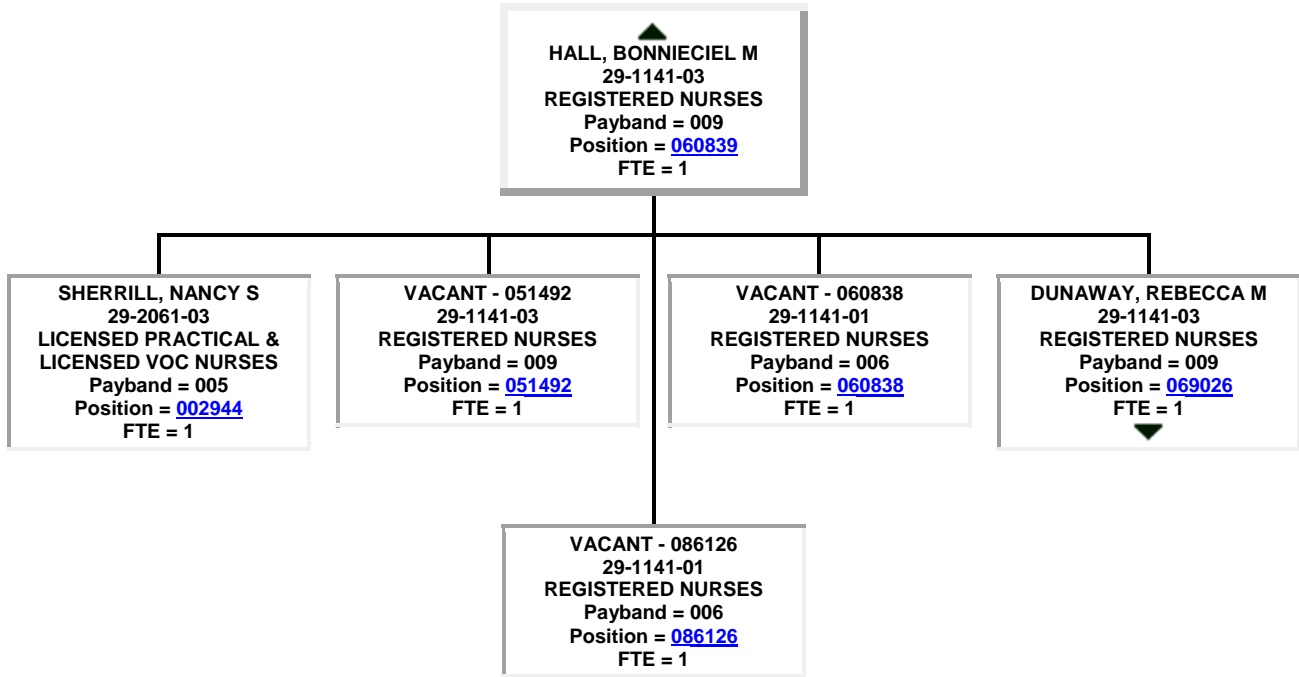 HALL, BONNIECIEL M
29-1141-03
REGISTERED NURSES
Payband = 009
Position = 060839
FTE = 1
SHERRILL, NANCY S
29-2061-03
LICENSED PRACTICAL &
LICENSED VOC NURSES
Payband = 005
Position = 002944
FTE = 1
VACANT - 051492
29-1141-03
REGISTERED NURSES
Payband = 009
Position = 051492
FTE = 1
VACANT - 060838
29-1141-01
REGISTERED NURSES
Payband = 006
Position = 060838
FTE = 1
DUNAWAY, REBECCA M
29-1141-03
REGISTERED NURSES
Payband = 009
Position = 069026
FTE = 1
VACANT - 086126
29-1141-01
REGISTERED NURSES
Payband = 006
Position = 086126
FTE = 1